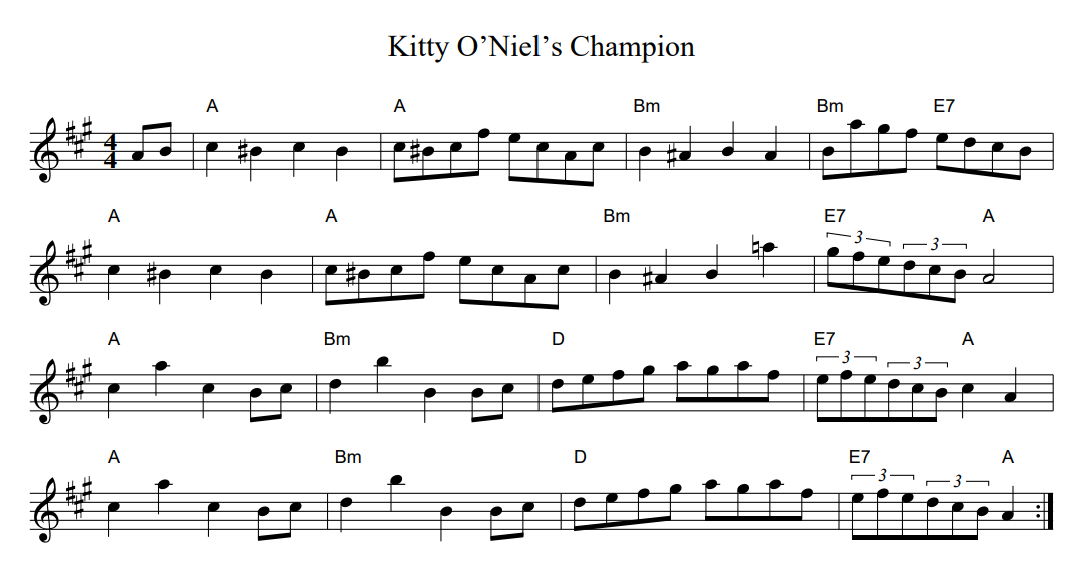 Kitty O’Niel’s Champion
A A Bm Bm E7
4
4
A A Bm E7 A
3 3
A Bm D E7 A
3 3
A Bm D E7 A
3 3